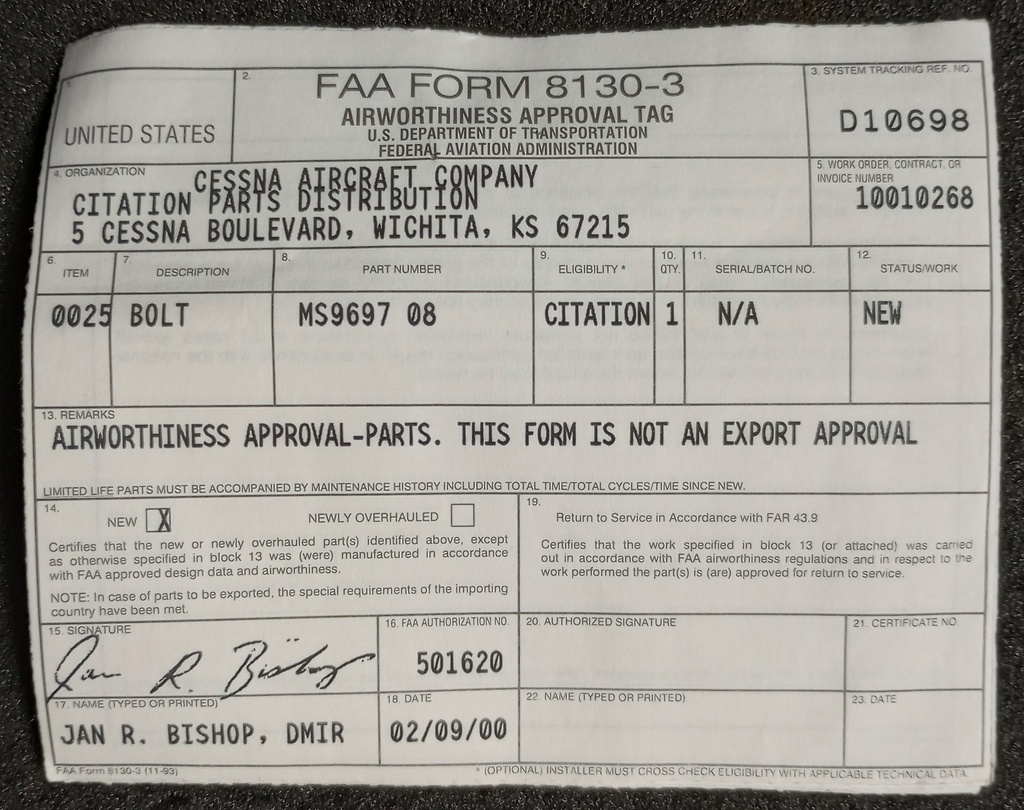 1.
UNITED STATES
2.
FAA FORM 8130-3
AIRWORTHINESS APPROVAL TAG
U.S. DEPARTMENT OF TRANSPORTATION
FEDERAL AVIATION ADMINISTRATION
3. SYSTEM TRACKING REF. NO.
D10698
4. ORGANIZATION
CESSNA AIRCRAFT COMPANY
CITATION PARTS DISTRIBUTION
5 CESSNA BOULEVARD, WICHITA, KS 67215
5. WORK ORDER, CONTRACT, OR
INVOICE NUMBER
10010268
6. ITEM
7. DESCRIPTION
8. PART NUMBER
9. ELIGIBILITY *
10. QTY.
11. SERIAL/BATCH NO.
12. STATUS/WORK
0025 BOLT MS9697 08 CITATION 1 N/A NEW
13. REMARKS
AIRWORTHINESS APPROVAL-PARTS. THIS FORM IS NOT AN EXPORT APPROVAL
LIMITED LIFE PARTS MUST BE ACCOMPANIED BY MAINTENANCE HISTORY INCLUDING TOTAL TIME/TOTAL CYCLES/TIME SINCE NEW.
14.
NEW X NEWLY OVERHAULED
Certifies that the new or newly overhauled part(s) identified above, except
as otherwise specified in block 13 was (were) manufactured in accordance
with FAA approved design data and airworthiness.
NOTE: In case of parts to be exported, the special requirements of the importing
country have been met.
19.
Return to Service in Accordance with FAR 43.9
Certifies that the work specified in block 13 (or attached) was carried
out in accordance with FAA airworthiness regulations and in respect to the
work performed the part(s) is (are) approved for return to service.
15. SIGNATURE
Jan R. Bishop
16. FAA AUTHORIZATION NO.
501620
20. AUTHORIZED SIGNATURE
21. CERTIFICATE NO.
17. NAME (TYPED OR PRINTED)
JAN R. BISHOP, DMIR
18. DATE
02/09/00
22. NAME (TYPED OR PRINTED)
23. DATE
FAA Form 8130-3 (11-93)
* (OPTIONAL) INSTALLER MUST CROSS CHECK ELIGIBILITY WITH APPLICABLE TECHNICAL DATA.